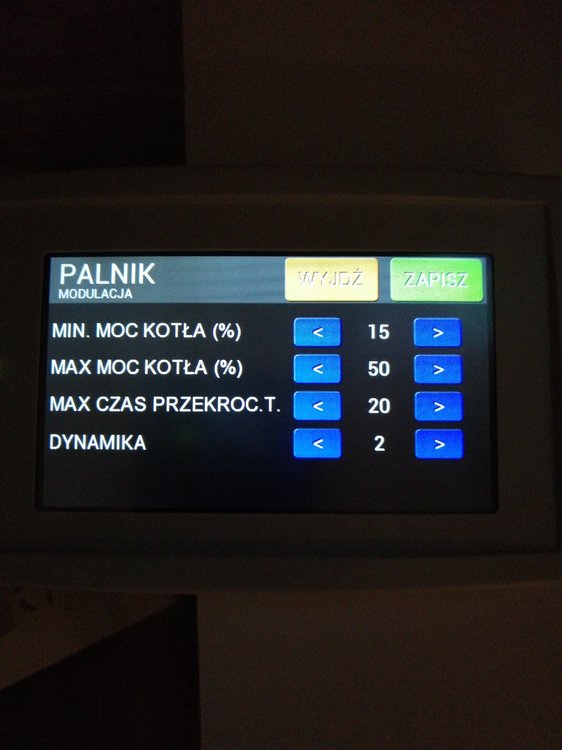 PALNIK
MODULACJA
WYJDŹ
ZAPISZ
MIN. MOC KOTŁA (%) < 15 >
MAX MOC KOTŁA (%) < 50 >
MAX CZAS PRZEKROC.T. < 20 >
DYNAMIKA < 2 >